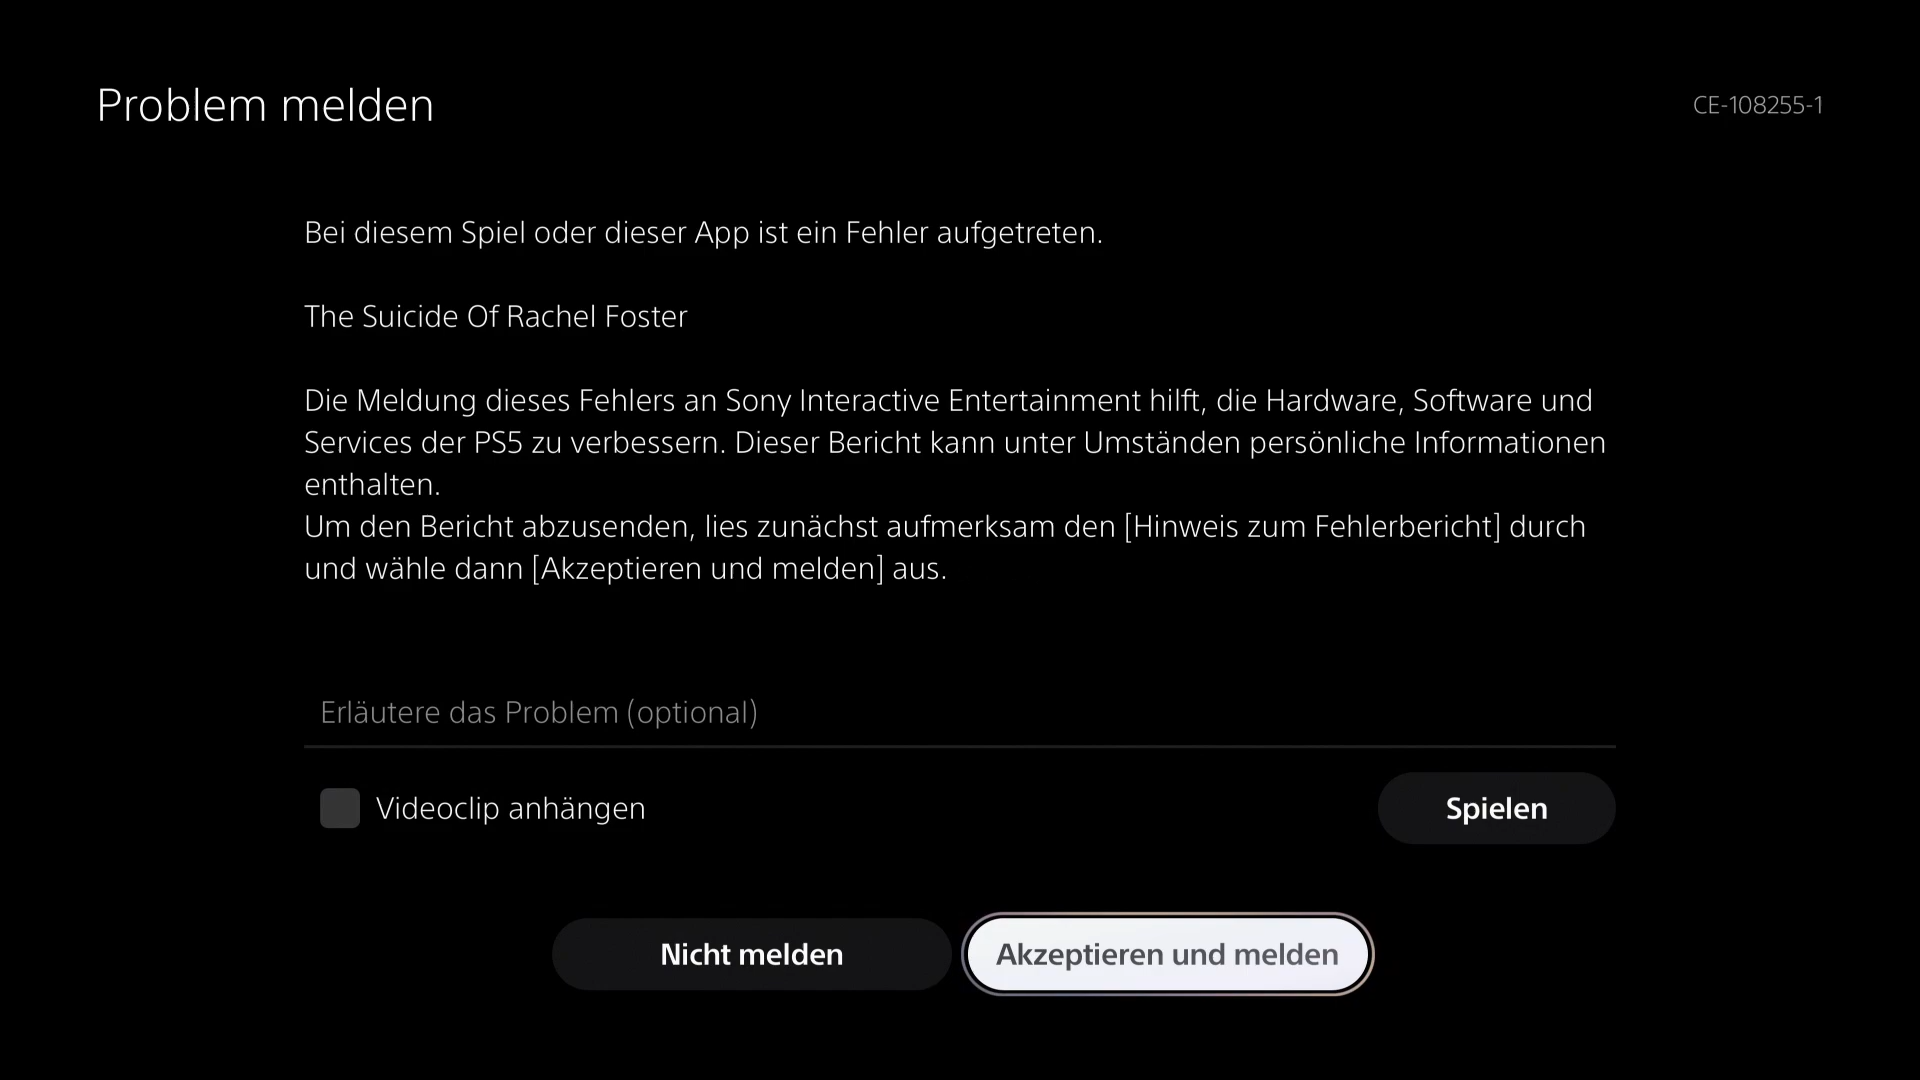 Problem melden
CE-108255-1
Bei diesem Spiel oder dieser App ist ein Fehler aufgetreten.
The Suicide Of Rachel Foster
Die Meldung dieses Fehlers an Sony Interactive Entertainment hilft, die Hardware, Software und
Services der PS5 zu verbessern. Dieser Bericht kann unter Umständen persönliche Informationen
enthalten.
Um den Bericht abzusenden, lies zunächst aufmerksam den [Hinweis zum Fehlerbericht] durch
und wähle dann [Akzeptieren und melden] aus.
Erläutere das Problem (optional)
Videoclip anhängen
Spielen
Nicht melden
Akzeptieren und melden